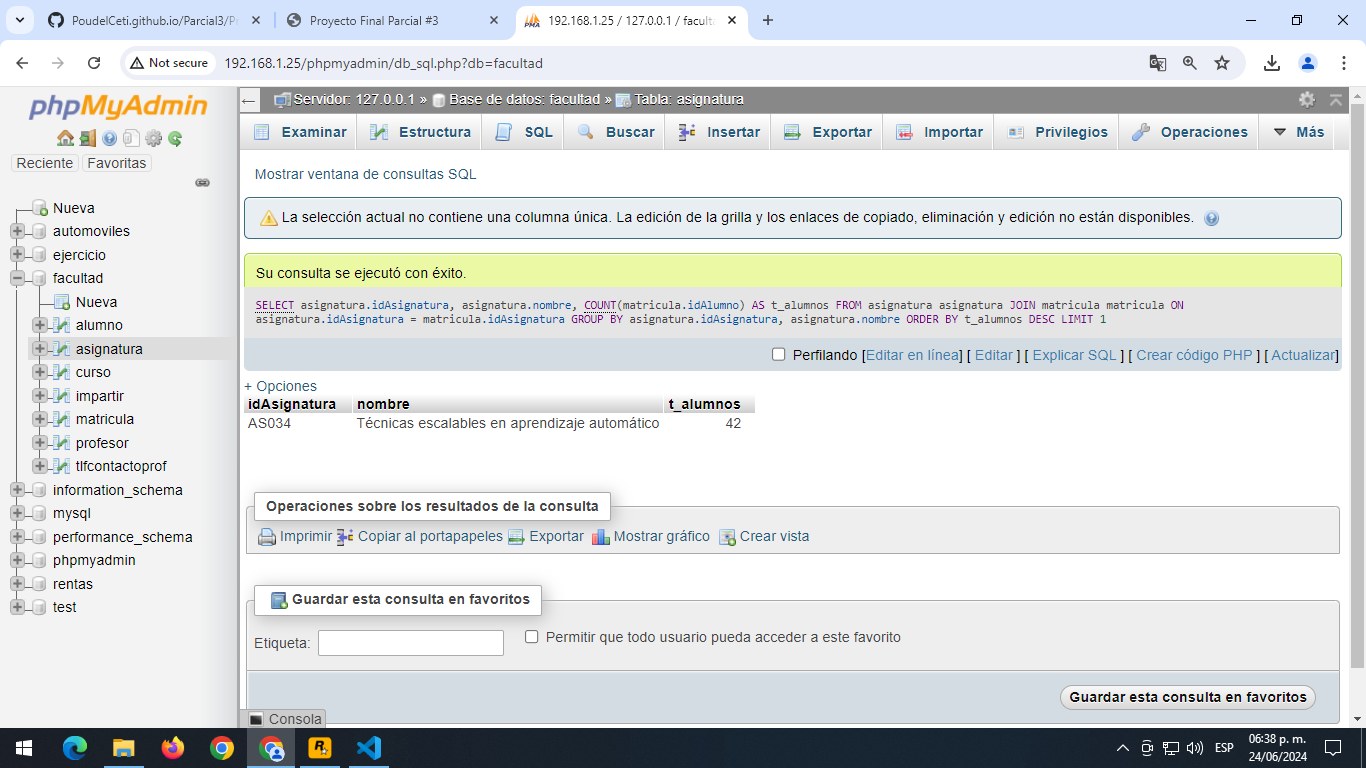 PoudelCeti.github.io/Parcial3/P
Proyecto Final Parcial #3
192.168.1.25 / 127.0.0.1 / facult
Not secure
192.168.1.25/phpmyadmin/db_sql.php?db=facultad
phpMyAdmin
Reciente
Favoritas
Nueva
automoviles
ejercicio
facultad
Nueva
alumno
asignatura
curso
impartir
matricula
profesor
tlfcontactoprof
information_schema
mysql
performance_schema
phpmyadmin
rentas
test
Servidor: 127.0.0.1 » Base de datos: facultad » Tabla: asignatura
Examinar Estructura SQL Buscar Insertar Exportar Importar Privilegios Operaciones Más
Mostrar ventana de consultas SQL
La selección actual no contiene una columna única. La edición de la grilla y los enlaces de copiado, eliminación y edición no están disponibles.
Su consulta se ejecutó con éxito.
SELECT asignatura.idAsignatura, asignatura.nombre, COUNT(matricula.idAlumno) AS t_alumnos FROM asignatura asignatura JOIN matricula matricula ON
asignatura.idAsignatura = matricula.idAsignatura GROUP BY asignatura.idAsignatura, asignatura.nombre ORDER BY t_alumnos DESC LIMIT 1
Perfilando [Editar en línea] [ Editar ] [ Explicar SQL ] [ Crear código PHP ] [ Actualizar]
+ Opciones
idAsignatura nombre t_alumnos
AS034 Técnicas escalables en aprendizaje automático 42
Operaciones sobre los resultados de la consulta
Imprimir Copiar al portapapeles Exportar Mostrar gráfico Crear vista
Guardar esta consulta en favoritos
Etiqueta: Permitir que todo usuario pueda acceder a este favorito
Guardar esta consulta en favoritos
Consola
ESP
06:38 p. m.
24/06/2024